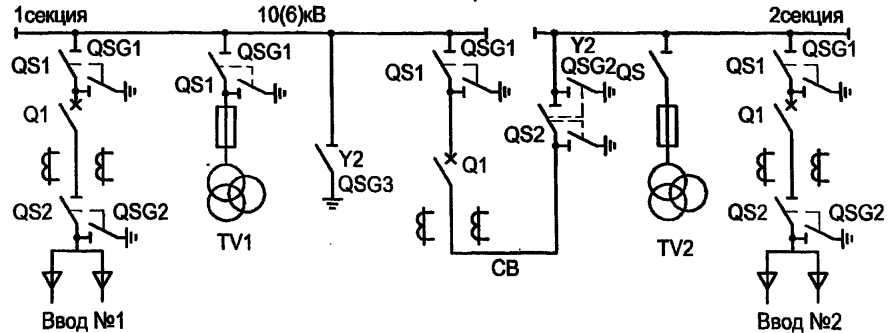 1секция
10(6)кВ
2секция
QSG1
QS1
Q1
QS2
QSG2
Ввод №1
QSG1
QS1
TV1
Y2
QSG3
QSG1
QS1
Q1
СВ
Y2
QSG2
QS2
QS
TV2
QSG1
QS1
Q1
QS2
QSG2
Ввод №2